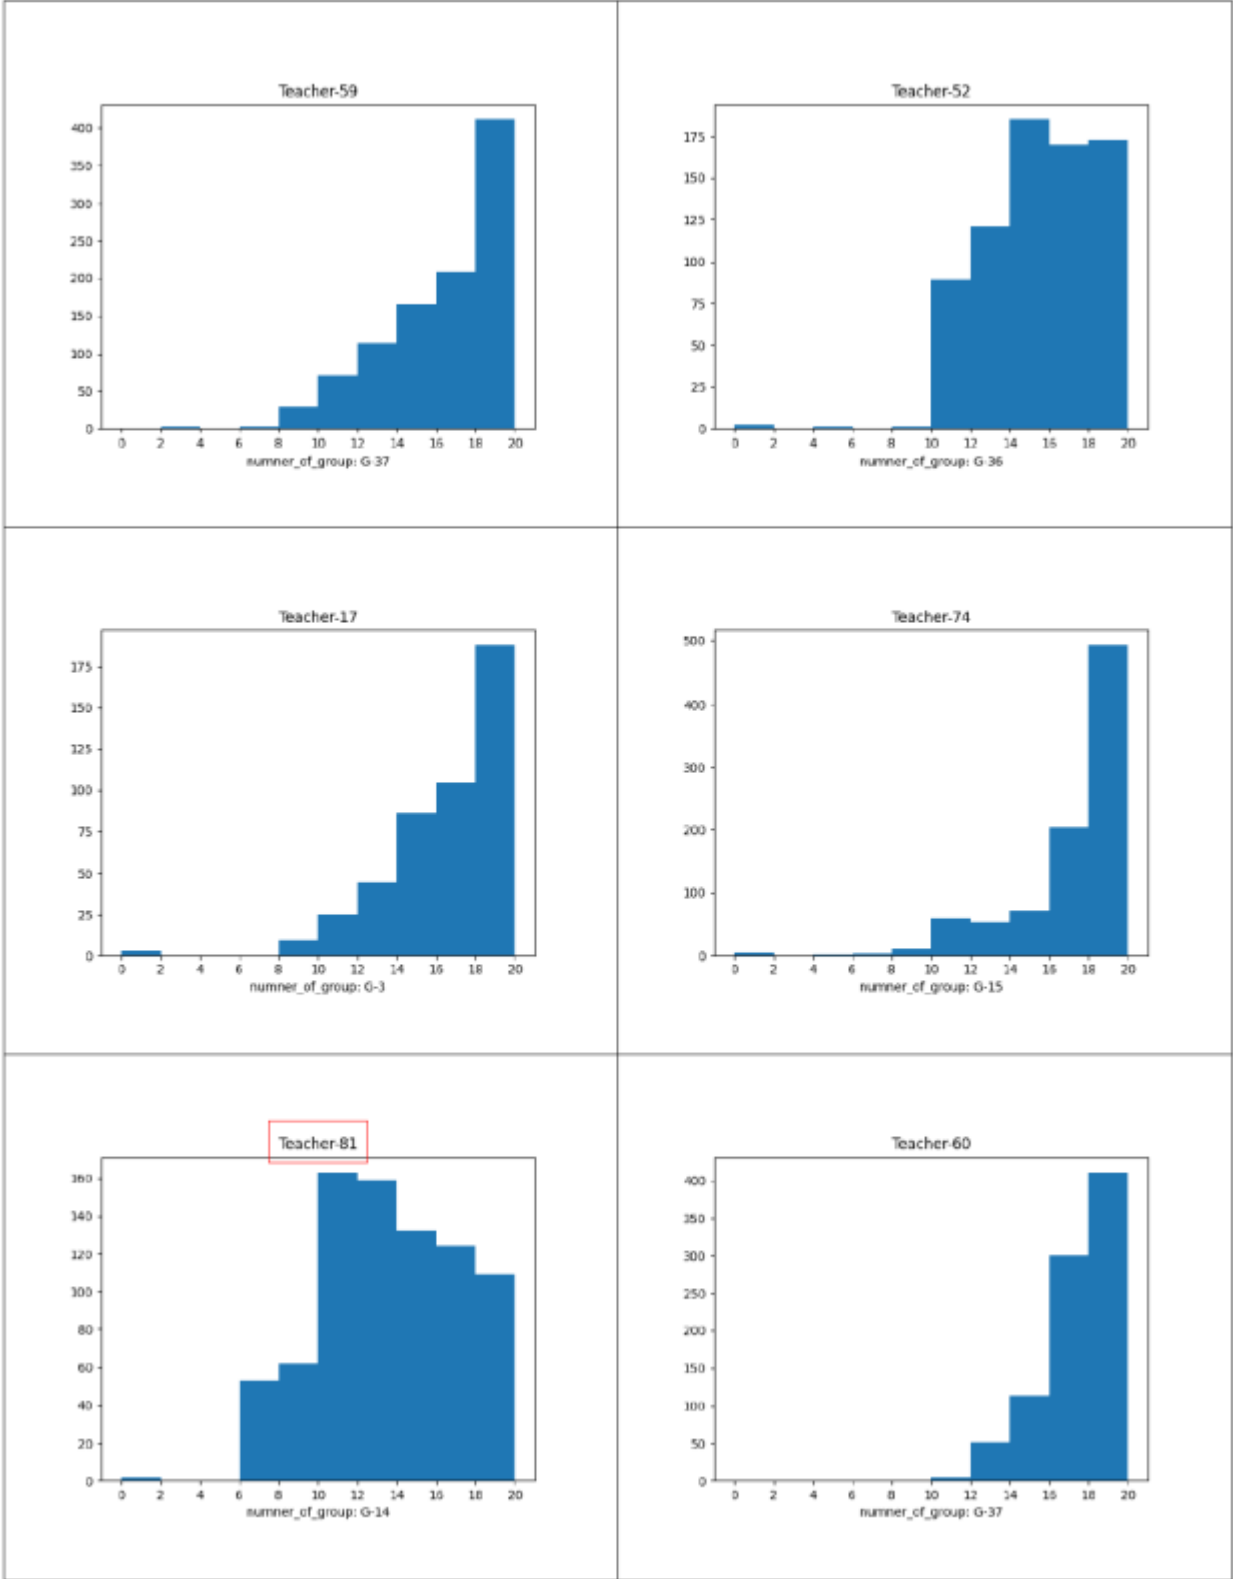 Teacher-59
400
350
300
250
200
150
100
50
0
0 2 4 6 8 10 12 14 16 18 20
numner_of_group: G-37
Teacher-52
175
150
125
100
75
50
25
0
0 2 4 6 8 10 12 14 16 18 20
numner_of_group: G-36
Teacher-17
175
150
125
100
75
50
25
0
0 2 4 6 8 10 12 14 16 18 20
numner_of_group: G-3
Teacher-74
500
400
300
200
100
0
0 2 4 6 8 10 12 14 16 18 20
numner_of_group: G-15
Teacher-81
160
140
120
100
80
60
40
20
0
0 2 4 6 8 10 12 14 16 18 20
numner_of_group: G-14
Teacher-60
400
350
300
250
200
150
100
50
0
0 2 4 6 8 10 12 14 16 18 20
numner_of_group: G-37